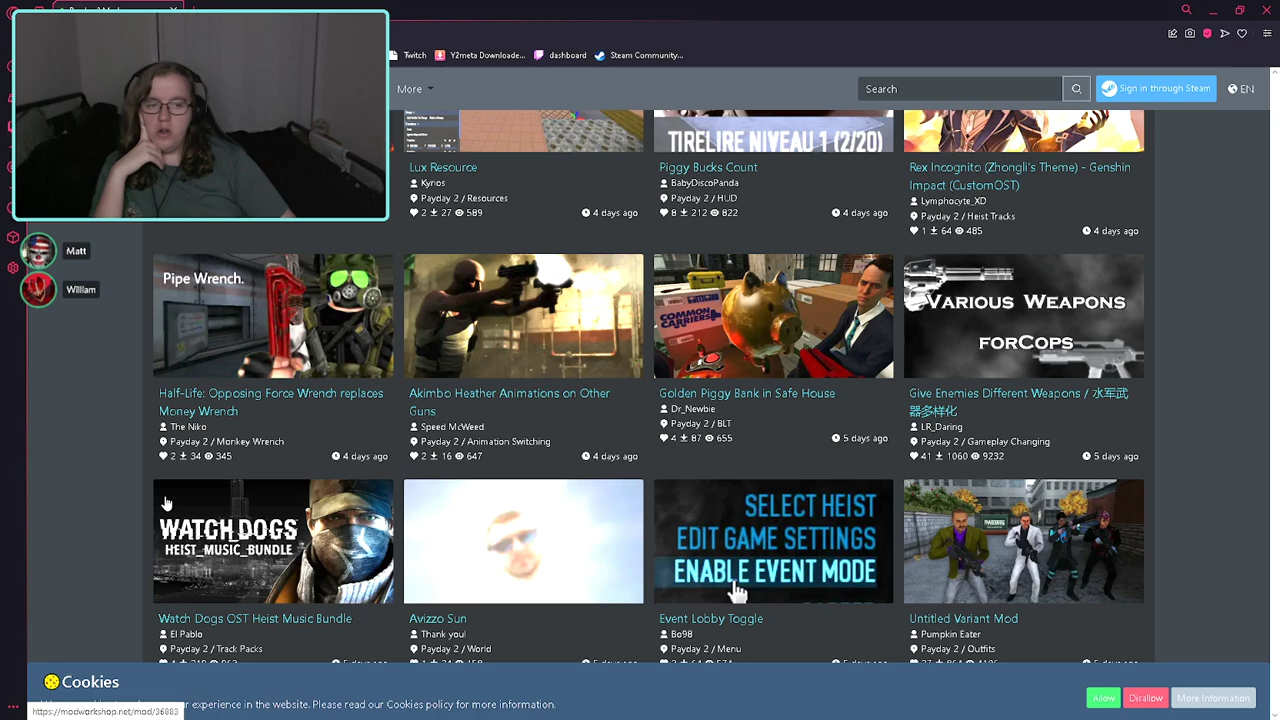 Twitch
Y2meta Downloade...
dashboard
Steam Community...
More
Search
Sign in through Steam
EN
TIRELIRE NIVEAU 1 (2/20)
Lux Resource
Kyros
Payday 2 / Resources
2 27 589
4 days ago
Piggy Bucks Count
BabyDiscoPanda
Payday 2 / HUD
8 212 822
4 days ago
Rex Incognito (Zhongli's Theme) - Genshin
Impact (CustomOST)
Lymphocyte_XD
Payday 2 / Heist Tracks
1 64 485
4 days ago
Matt
William
Pipe Wrench.
Half-Life: Opposing Force Wrench replaces
Money Wrench
The Niko
Payday 2 / Monkey Wrench
2 34 345
4 days ago
Akimbo Heather Animations on Other
Guns
Speed McWeed
Payday 2 / Animation Switching
2 16 647
4 days ago
COMMON
CARRIERS
Golden Piggy Bank in Safe House
Dr_Newbie
Payday 2 / BLT
4 87 655
5 days ago
VARIOUS WEAPONS
FORCOPS
Give Enemies Different Weapons / 水军武
器多样化
LR_Daring
Payday 2 / Gameplay Changing
41 1060 9232
5 days ago
WATCH DOGS
HEIST_MUSIC_BUNDLE
Watch Dogs OST Heist Music Bundle
El Pablo
Payday 2 / Track Packs
Avizzo Sun
Thank you!
Payday 2 / World
SELECT HEIST
EDIT GAME SETTINGS
ENABLE EVENT MODE
Event Lobby Toggle
Bo98
Payday 2 / Menu
Untitled Variant Mod
Pumpkin Eater
Payday 2 / Outfits
Cookies
r experience in the website. Please read our Cookies policy for more information.
Allow
Disallow
More Information
https://modworkshop.net/mod/36883